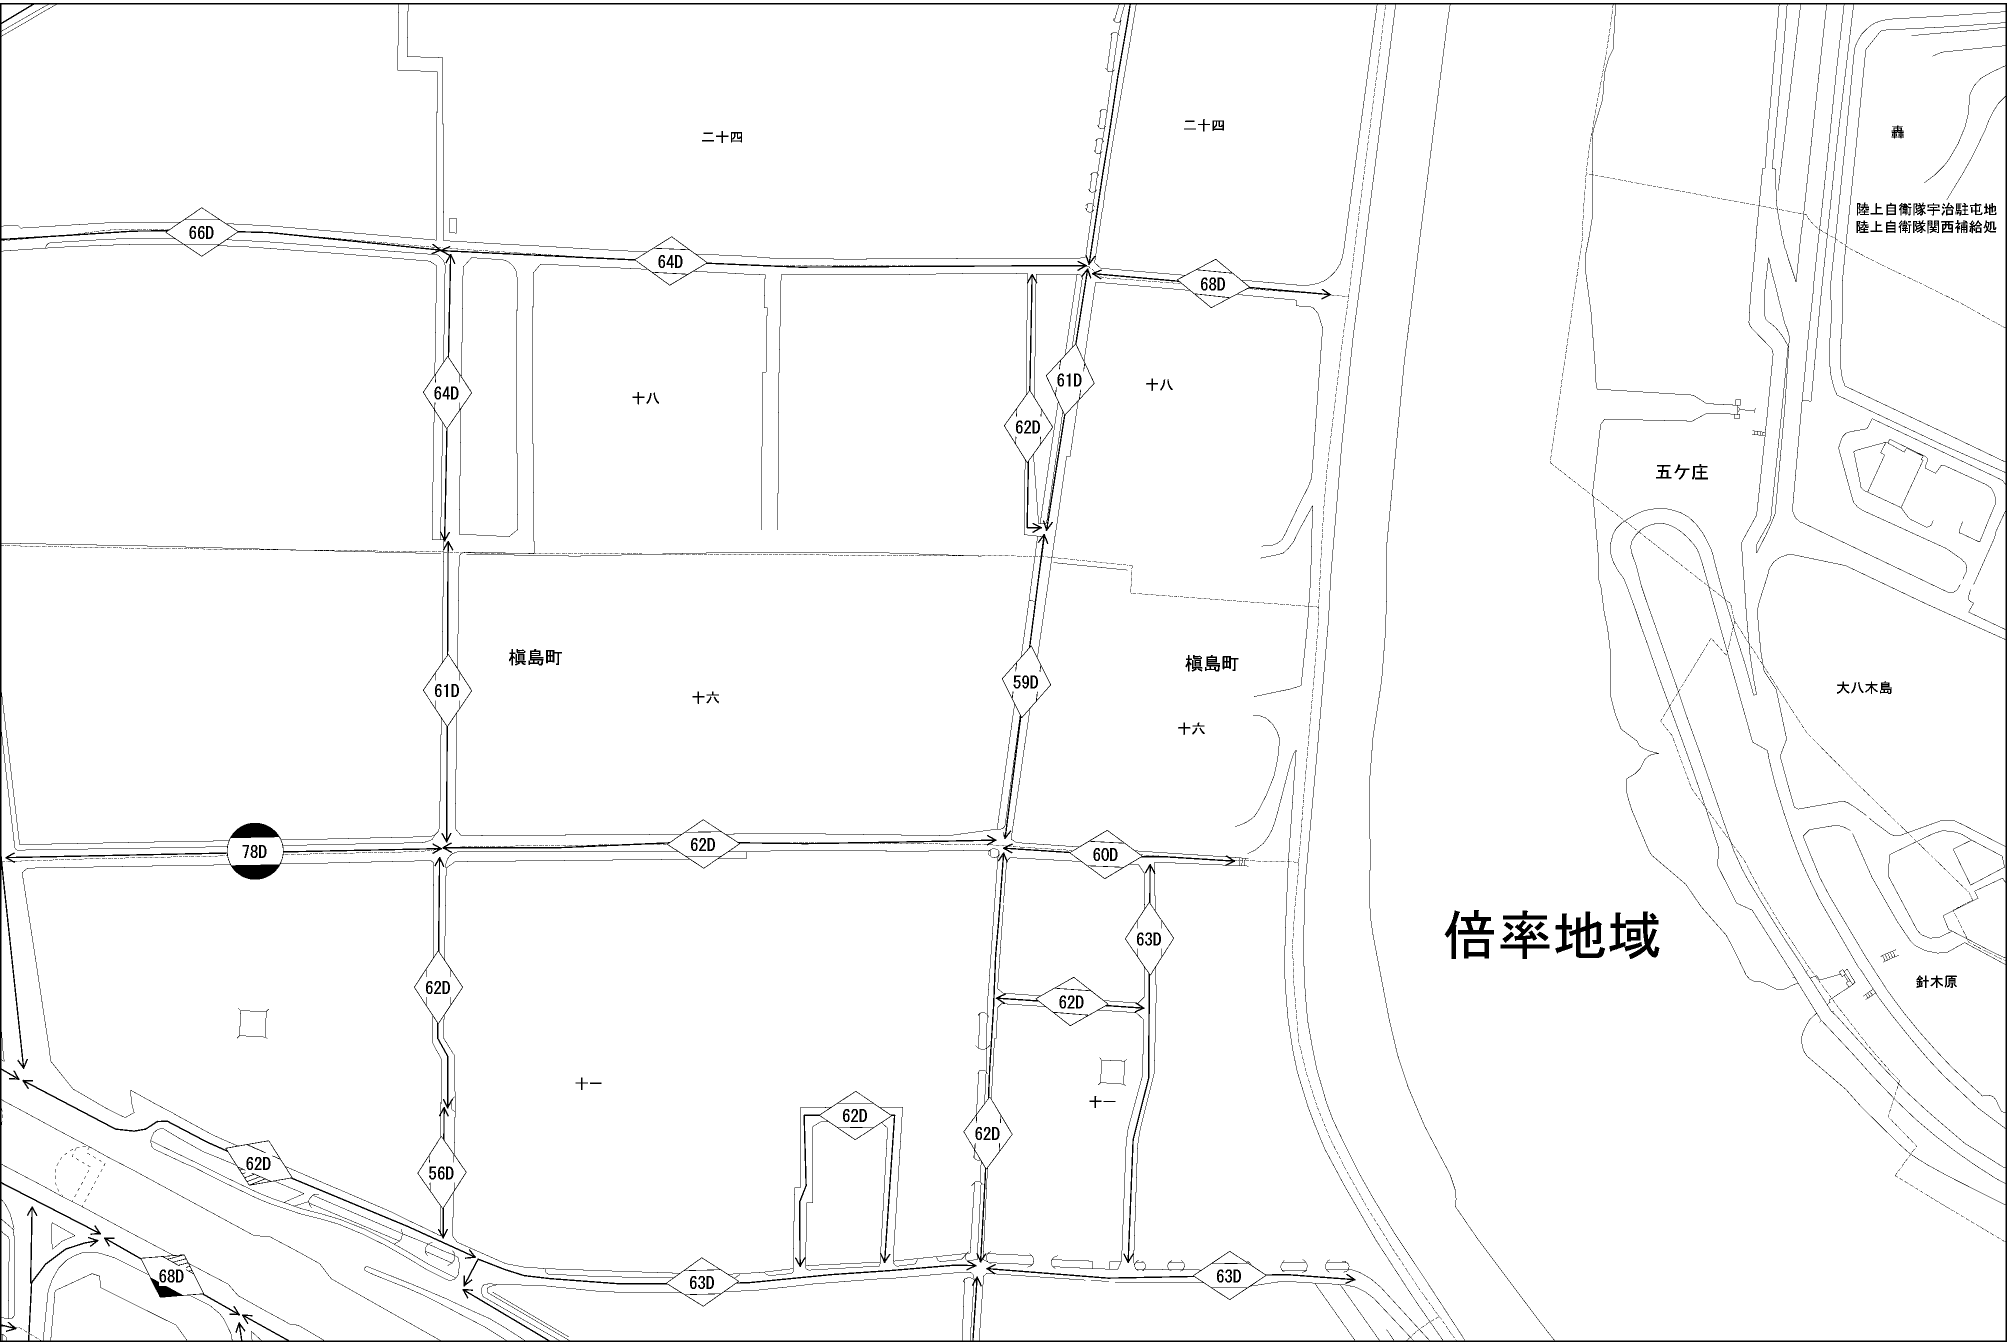 二十四
二十四
轟
陸上自衛隊宇治駐屯地
陸上自衛隊関西補給処
66D
64D
68D
64D
十八
62D
61D
十八
五ケ庄
槇島町
61D
十六
59D
槇島町
十六
大八木島
78D
62D
60D
倍率地域
62D
63D
62D
針木原
十一
62D
62D
十一
62D
56D
68D
63D
63D